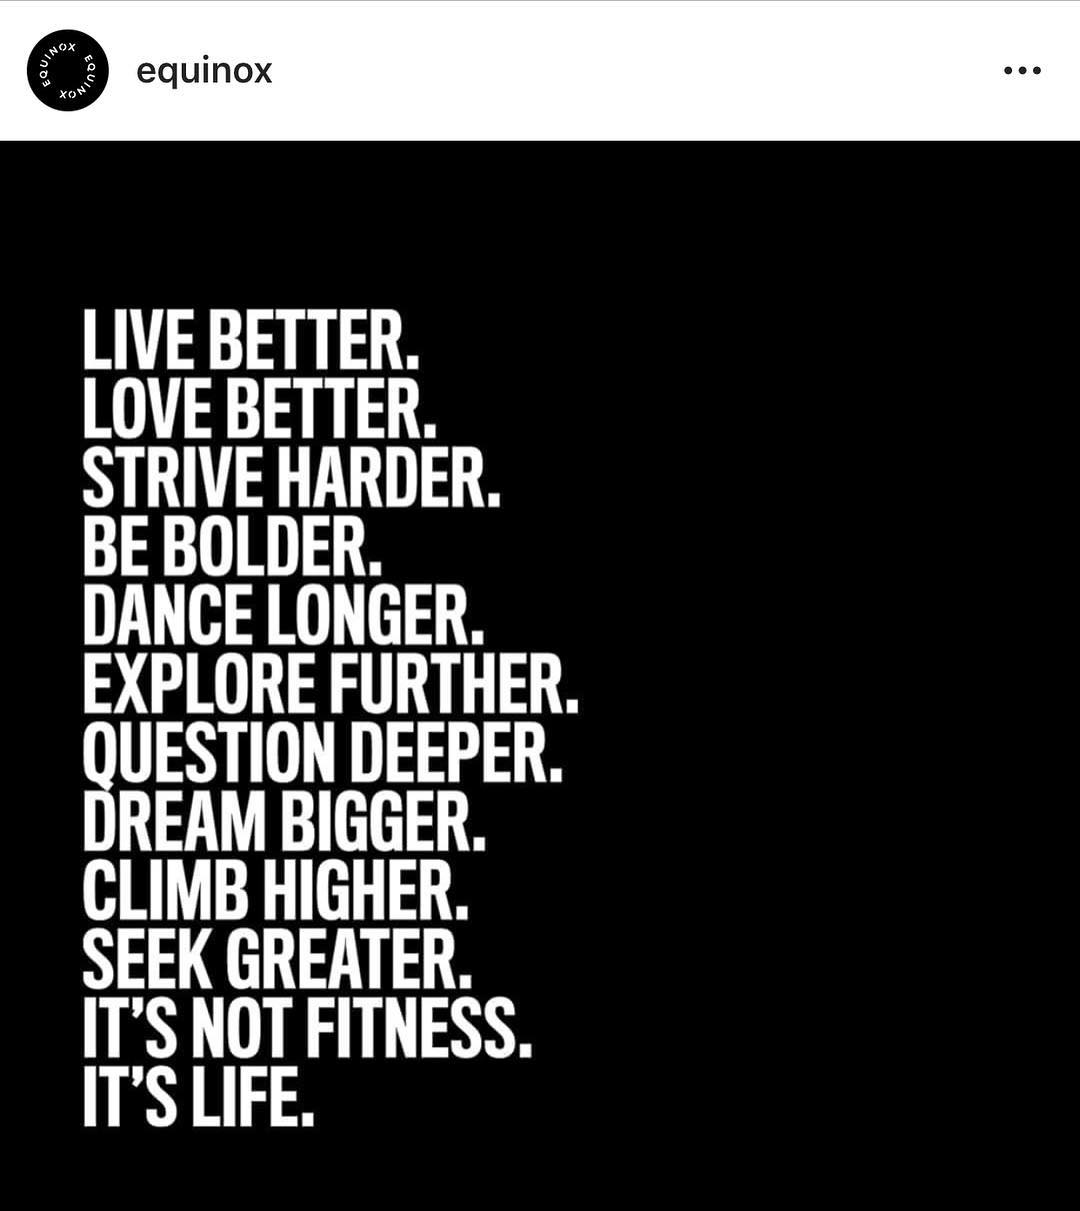 EQUINOX EQUINOX EQUINOX
equinox
LIVE BETTER.
LOVE BETTER.
STRIVE HARDER.
BE BOLDER.
DANCE LONGER.
EXPLORE FURTHER.
QUESTION DEEPER.
DREAM BIGGER.
CLIMB HIGHER.
SEEK GREATER.
IT’S NOT FITNESS.
IT’S LIFE.